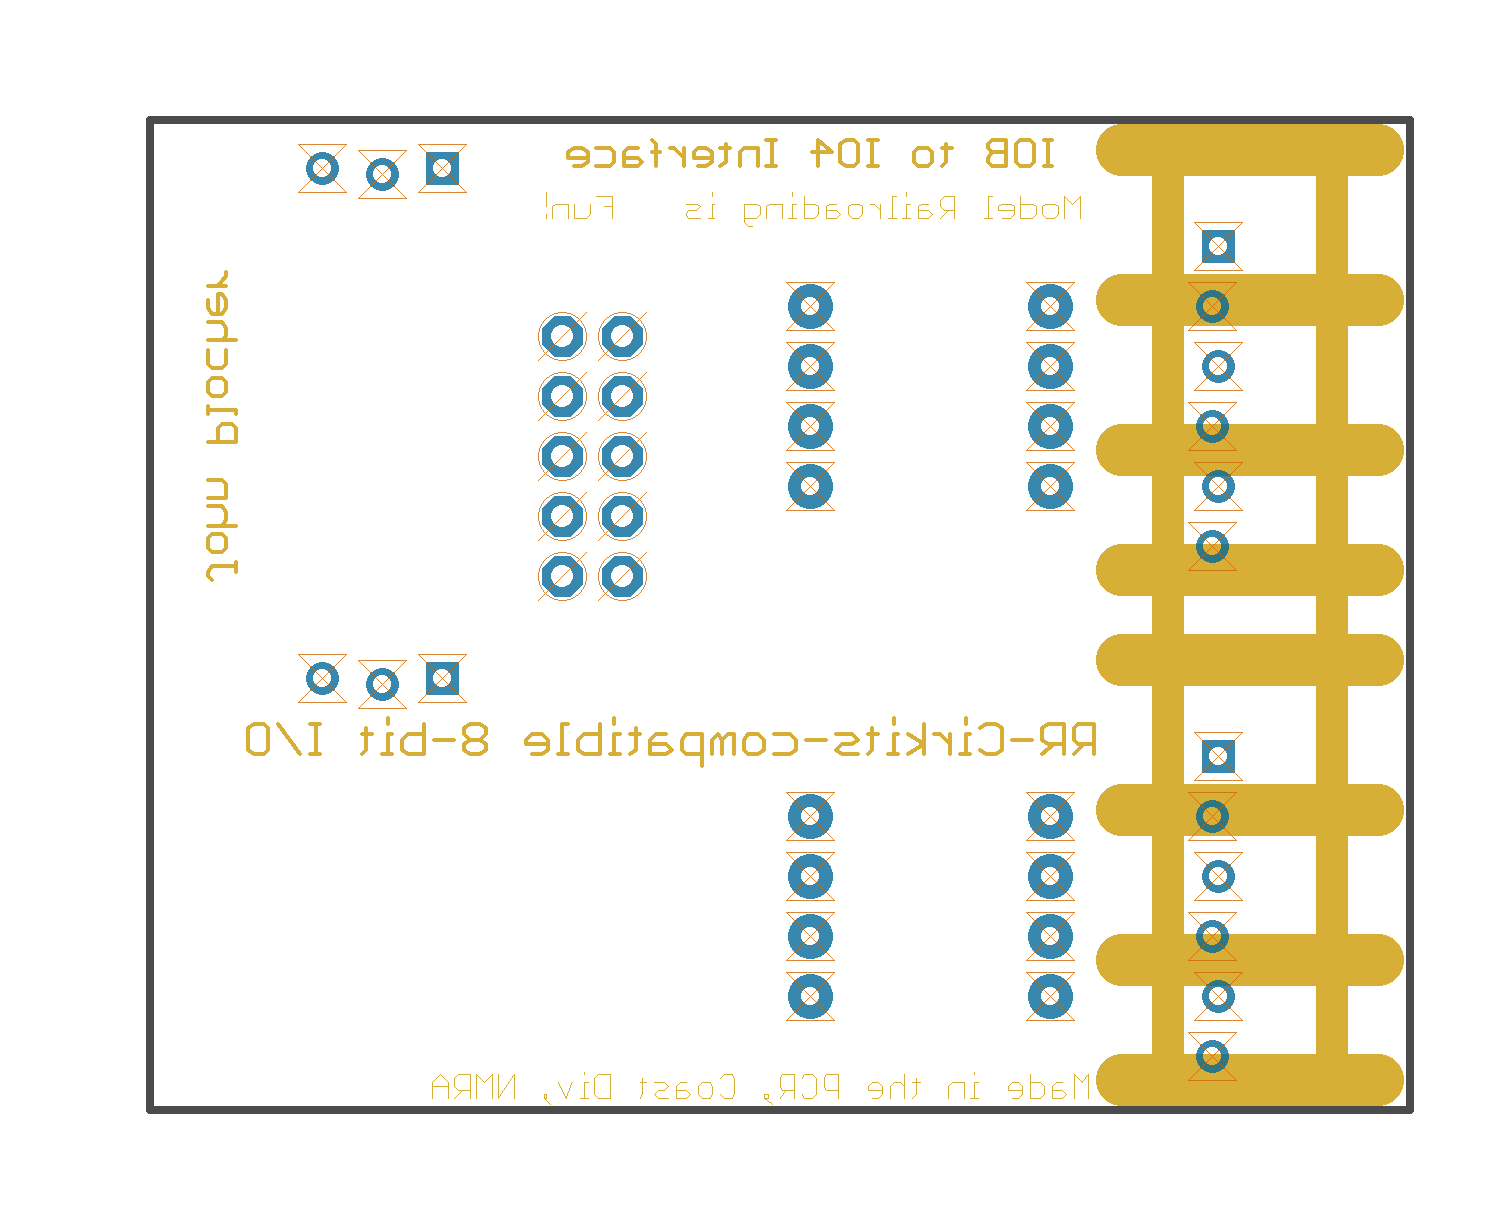 IOB to IO4 Interface
Model Railroading is Fun!
John Plocher
RR-Cirkits-compatible 8-bit I/O
Made in the PCR, Coast Div, NMRA